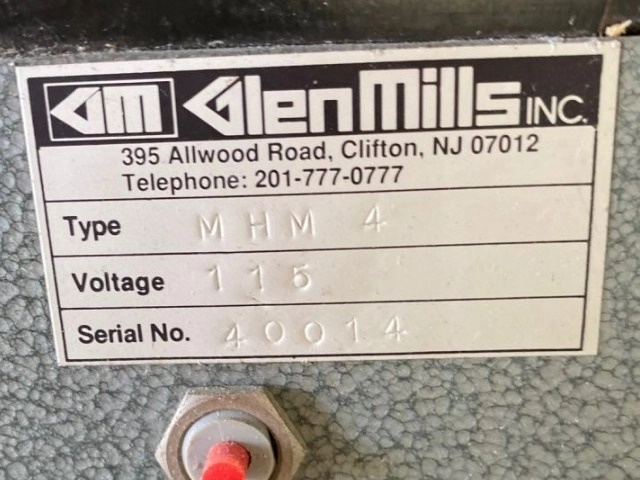 GM GlenMills INC.
395 Allwood Road, Clifton, NJ 07012
Telephone: 201-777-0777
Type MHM 4
Voltage 115
Serial No. 40014